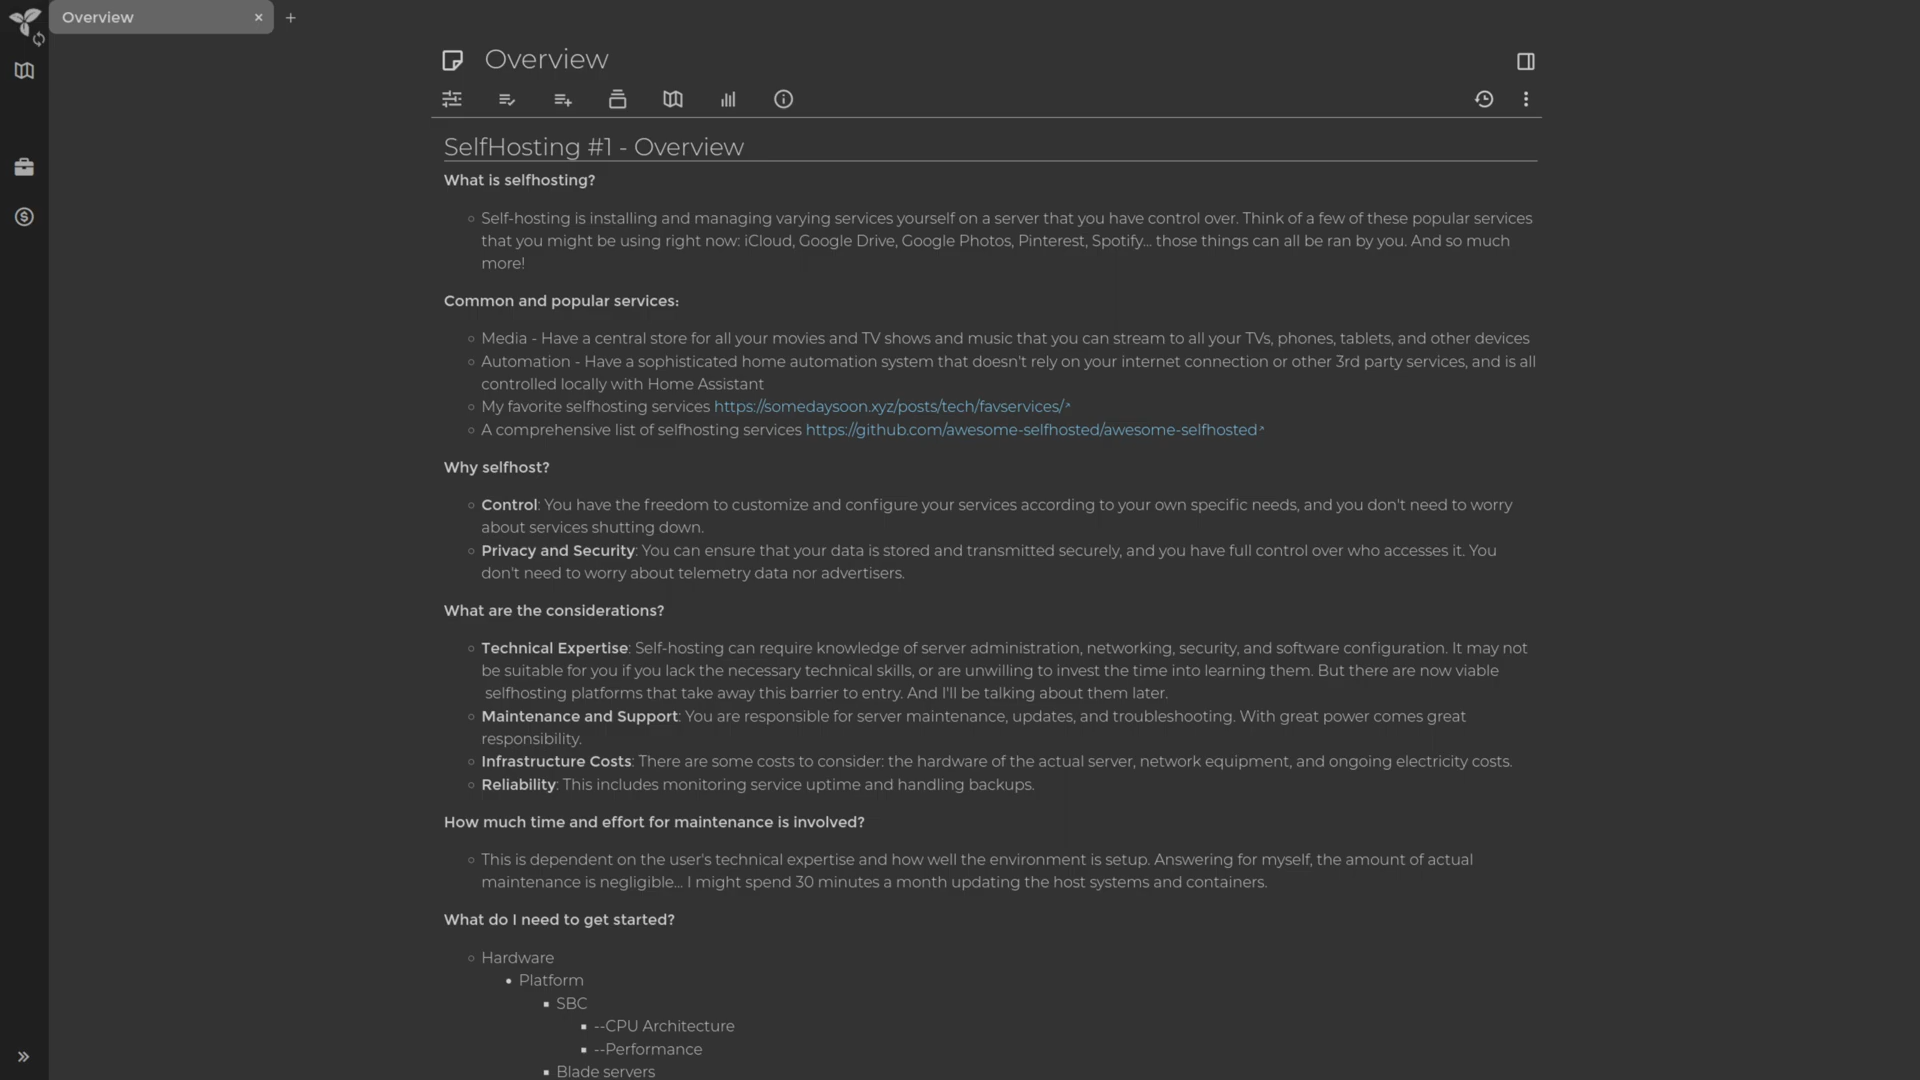 Overview
Overview
SelfHosting #1 - Overview
What is selfhosting?
Self-hosting is installing and managing varying services yourself on a server that you have control over. Think of a few of these popular services
that you might be using right now: iCloud, Google Drive, Google Photos, Pinterest, Spotify... those things can all be ran by you. And so much
more!
Common and popular services:
Media - Have a central store for all your movies and TV shows and music that you can stream to all your TVs, phones, tablets, and other devices
Automation - Have a sophisticated home automation system that doesn't rely on your internet connection or other 3rd party services, and is all
controlled locally with Home Assistant
My favorite selfhosting services https://somedaysoon.xyz/posts/tech/favservices/
A comprehensive list of selfhosting services https://github.com/awesome-selfhosted/awesome-selfhosted
Why selfhost?
Control: You have the freedom to customize and configure your services according to your own specific needs, and you don't need to worry
about services shutting down.
Privacy and Security: You can ensure that your data is stored and transmitted securely, and you have full control over who accesses it. You
don't need to worry about telemetry data nor advertisers.
What are the considerations?
Technical Expertise: Self-hosting can require knowledge of server administration, networking, security, and software configuration. It may not
be suitable for you if you lack the necessary technical skills, or are unwilling to invest the time into learning them. But there are now viable
selfhosting platforms that take away this barrier to entry. And I'll be talking about them later.
Maintenance and Support: You are responsible for server maintenance, updates, and troubleshooting. With great power comes great
responsibility.
Infrastructure Costs: There are some costs to consider: the hardware of the actual server, network equipment, and ongoing electricity costs.
Reliability: This includes monitoring service uptime and handling backups.
How much time and effort for maintenance is involved?
This is dependent on the user's technical expertise and how well the environment is setup. Answering for myself, the amount of actual
maintenance is negligible... I might spend 30 minutes a month updating the host systems and containers.
What do I need to get started?
Hardware
Platform
SBC
--CPU Architecture
--Performance
Blade servers